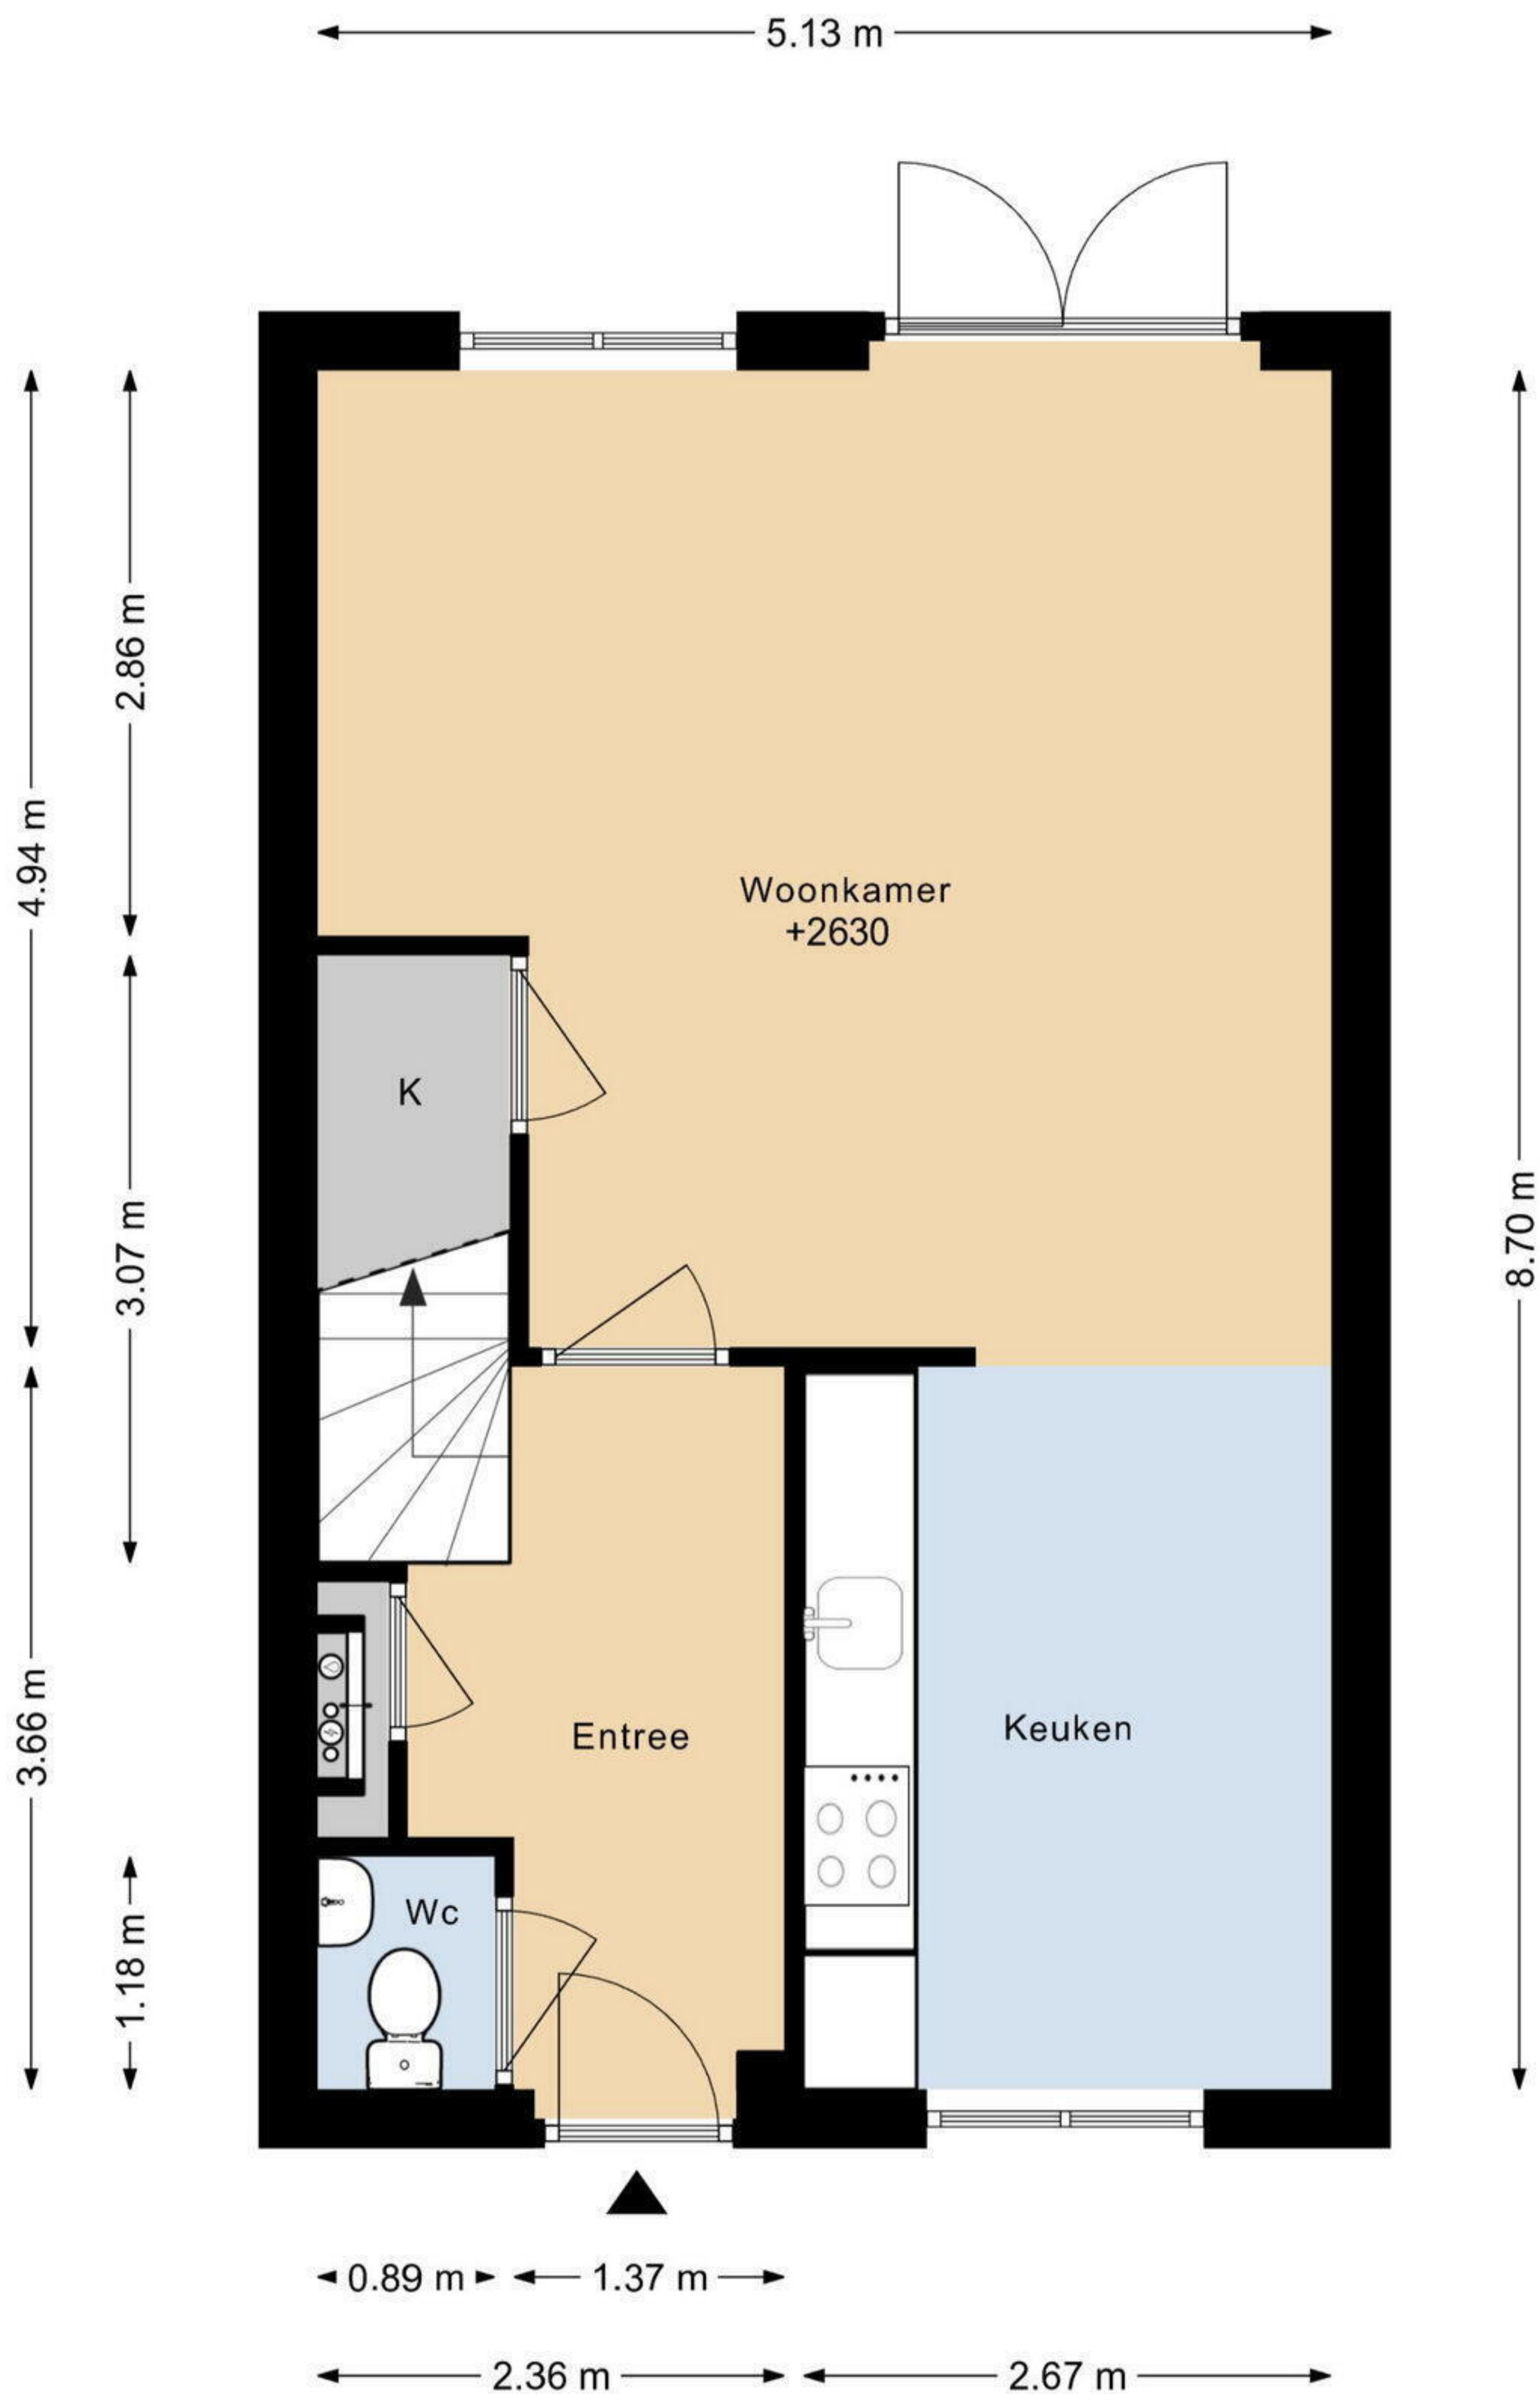 5.13 m
2.86 m
4.94 m
Woonkamer
+2630
K
3.07 m
8.70 m
3.66 m
Entree
Keuken
Wc
1.18 m
0.89 m
1.37 m
2.36 m
2.67 m